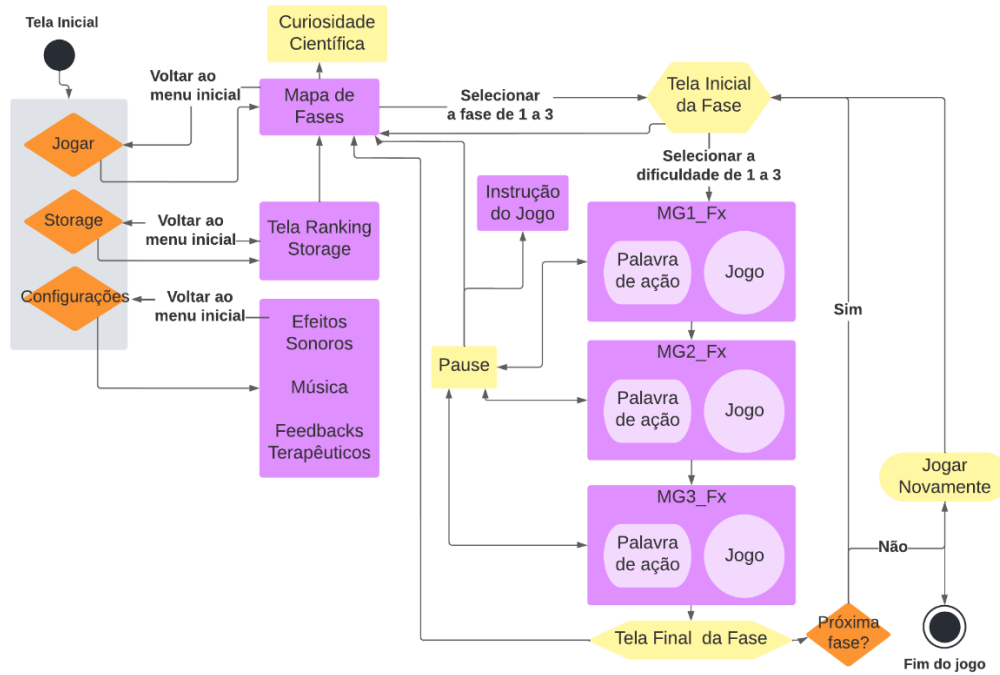 Tela Inicial
Curiosidade
Científica
Voltar ao
menu inicial
Mapa de
Fases
Selecionar
a fase de 1 a 3
Tela Inicial
da Fase
Jogar
Selecionar a
dificuldade de 1 a 3
Storage
Voltar ao
menu inicial
Tela Ranking
Storage
Instrução
do Jogo
MG1_Fx
Palavra
de ação
Jogo
Configurações
Voltar ao
menu inicial
Efeitos
Sonoros
Música
Feedbacks
Terapêuticos
Sim
Pause
MG2_Fx
Palavra
de ação
Jogo
Jogar
Novamente
MG3_Fx
Palavra
de ação
Jogo
Não
Tela Final da Fase
Próxima
fase?
Fim do jogo